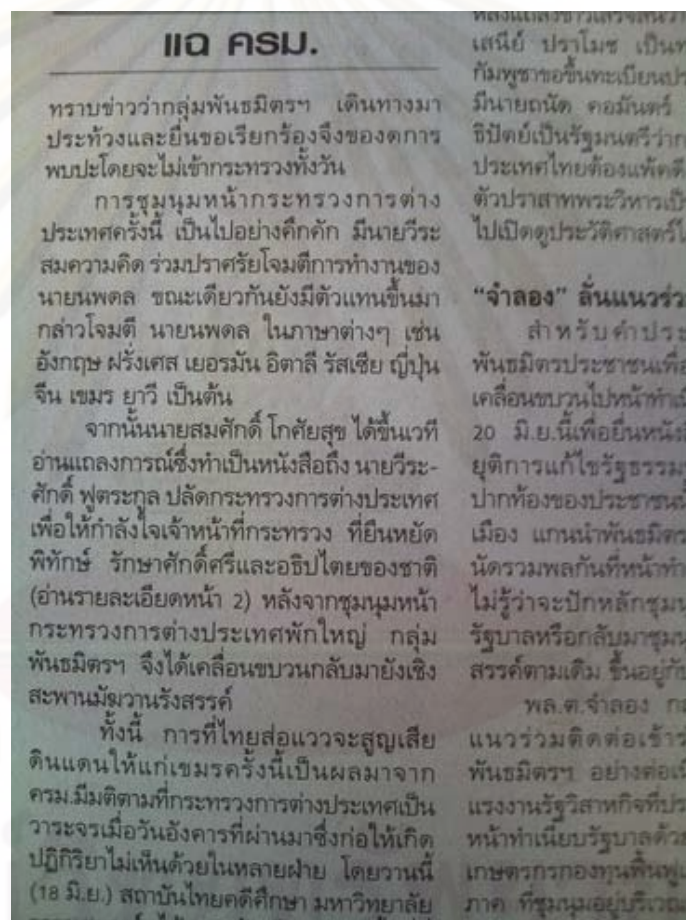 แฉ ครม.
ทราบข่าวว่ากลุ่มพันธมิตรฯ เดินทางมา
ประท้วงและยื่นขอเรียกร้องจึงของดการ
พบปะโดยจะไม่เข้ากระทรวงทั้งวัน
การชุมนุมหน้ากระทรวงการต่าง
ประเทศครั้งนี้ เป็นไปอย่างคึกคัก มีนายวีระ
สมความคิด ร่วมปราศรัยโจมตีการทำงานของ
นายนพดล ขณะเดียวกันยังมีตัวแทนขึ้นมา
กล่าวโจมตี นายนพดล ในภาษาต่างๆ เช่น
อังกฤษ ฝรั่งเศส เยอรมัน อิตาลี รัสเซีย ญี่ปุ่น
จีน เขมร ยาวี เป็นต้น
จากนั้นนายสมศักดิ์ โกศัยสุข ได้ขึ้นเวที
อ่านแถลงการณ์ซึ่งทำเป็นหนังสือถึง นายวีระ-
ศักดิ์ ฟูตระกูล ปลัดกระทรวงการต่างประเทศ
เพื่อให้กำลังใจเจ้าหน้าที่กระทรวง ที่ยืนหยัด
พิทักษ์ รักษาศักดิ์ศรีและอธิปไตยของชาติ
(อ่านรายละเอียดหน้า 2) หลังจากชุมนุมหน้า
กระทรวงการต่างประเทศพักใหญ่ กลุ่ม
พันธมิตรฯ จึงได้เคลื่อนขบวนกลับมายังเชิง
สะพานมัฆวานรังสรรค์
ทั้งนี้ การที่ไทยส่อแววจะสูญเสีย
ดินแดนให้แก่เขมรครั้งนี้เป็นผลมาจาก
ครม.มีมติตามที่กระทรวงการต่างประเทศเป็น
วาระจรเมื่อวันอังคารที่ผ่านมาซึ่งก่อให้เกิด
ปฏิกิริยาไม่เห็นด้วยในหลายฝ่าย โดยวานนี้
(18 มิ.ย.) สถาบันไทยคดีศึกษา มหาวิทยาลัย
เสนีย์ ปราโมช
กัมพูชาขอขึ้นทะเบียน
มีนายถนัด คอมันตร์
ธิปัตย์เป็นรัฐมนตรีว่า
ประเทศไทยต้องแพ้คดี
ตัวปราสาทพระวิหาร
ไปเปิดดูประวัติศาสตร์
"จำลอง" ลั่นแนวร่ว
สำหรับคำประ
พันธมิตรประชาชนเพื่
เคลื่อนขบวนไปหน้าทำเ
20 มิ.ย.นี้เพื่อยื่นหนัง
ยุติการแก้ไขรัฐธรรม
ปากท้องของประชาชน
เมือง แกนนำพันธมิตร
นัดรวมพลกันที่หน้าทำ
ไม่รู้ว่าจะปักหลักชุมนุ
รัฐบาลหรือกลับมาชุมนุ
สรรค์ตามเดิม ขึ้นอยู่กั
พล.ต.จำลอง
แนวร่วมติดต่อเข้าร่
พันธมิตรฯ อย่างต่อเ
แรงงานรัฐวิสาหกิจที่
หน้าทำเนียบรัฐบาลด้ว
เกษตรกรกองทุนฟื้นฟู
ภาค ที่ชุมนุมอยู่บริเวณ